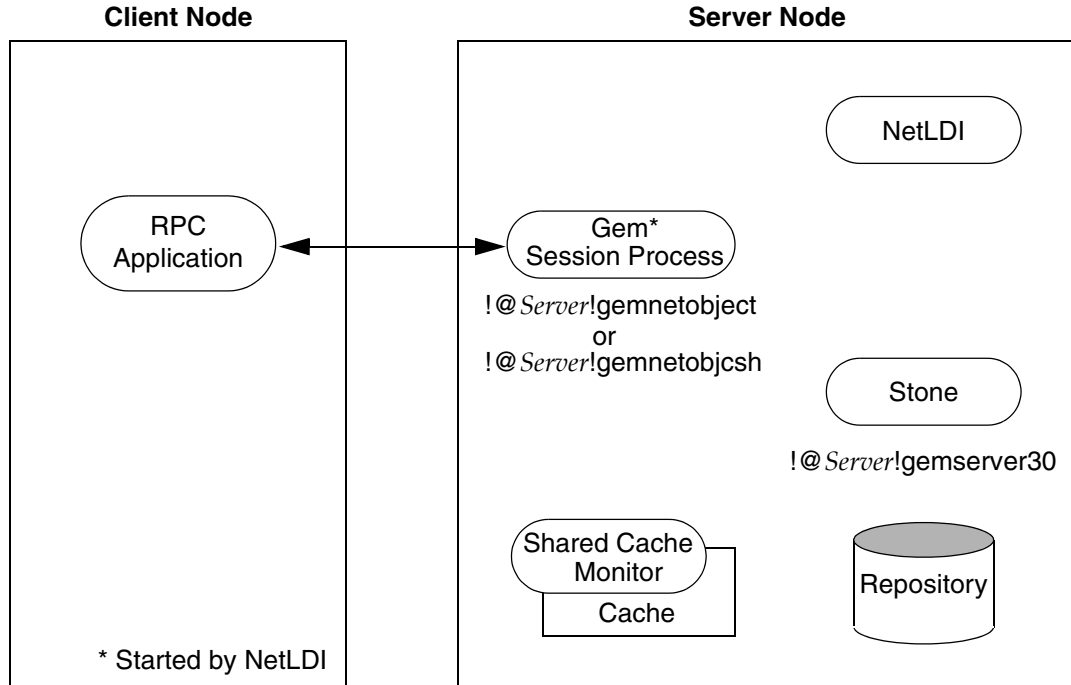 Client Node
Server Node
NetLDI
RPC
Application
Gem*
Session Process
!@Server!gemnetobject
or
!@Server!gemnetobjcsh
Stone
!@Server!gemserver30
Shared Cache
Monitor
Cache
Repository
* Started by NetLDI